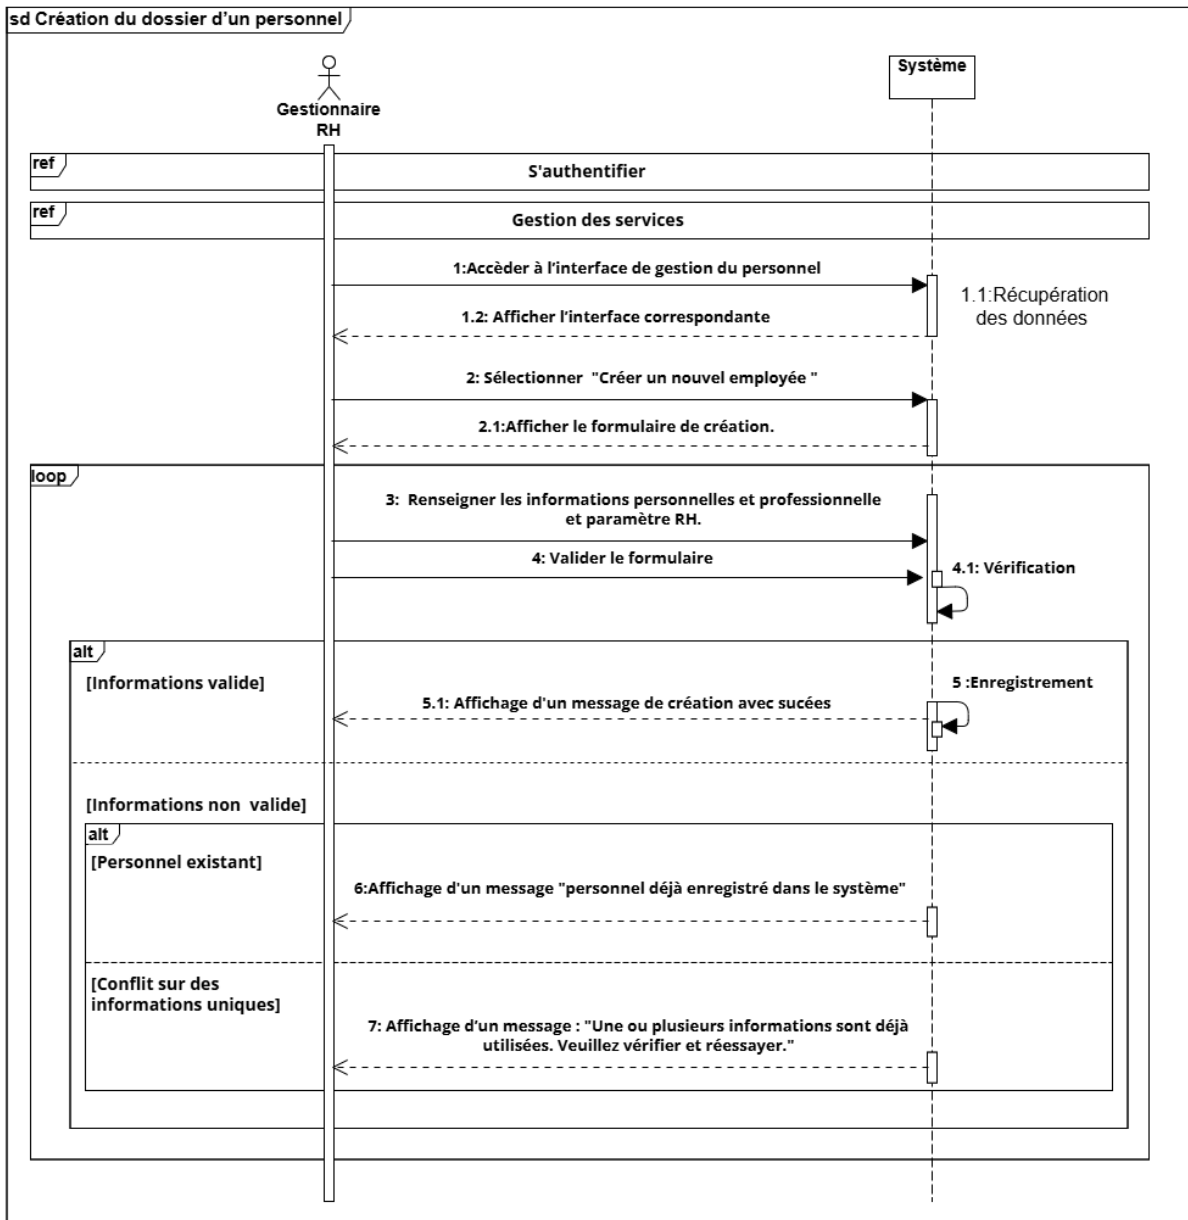 sd Création du dossier d'un personnel
Système
Gestionnaire
RH
ref
S'authentifier
ref
Gestion des services
1:Accèder à l'interface de gestion du personnel
1.1:Récupération
des données
1.2: Afficher l'interface correspondante
2: Sélectionner "Créer un nouvel employée "
2.1:Afficher le formulaire de création.
loop
3: Renseigner les informations personnelles et professionnelle
et paramètre RH.
4: Valider le formulaire
4.1: Vérification
alt
[Informations valide]
5 :Enregistrement
5.1: Affichage d'un message de création avec sucées
[Informations non valide]
alt
[Personnel existant]
6:Affichage d'un message "personnel déjà enregistré dans le système"
[Conflit sur des
informations uniques]
7: Affichage d'un message : "Une ou plusieurs informations sont déjà
utilisées. Veuillez vérifier et réessayer."